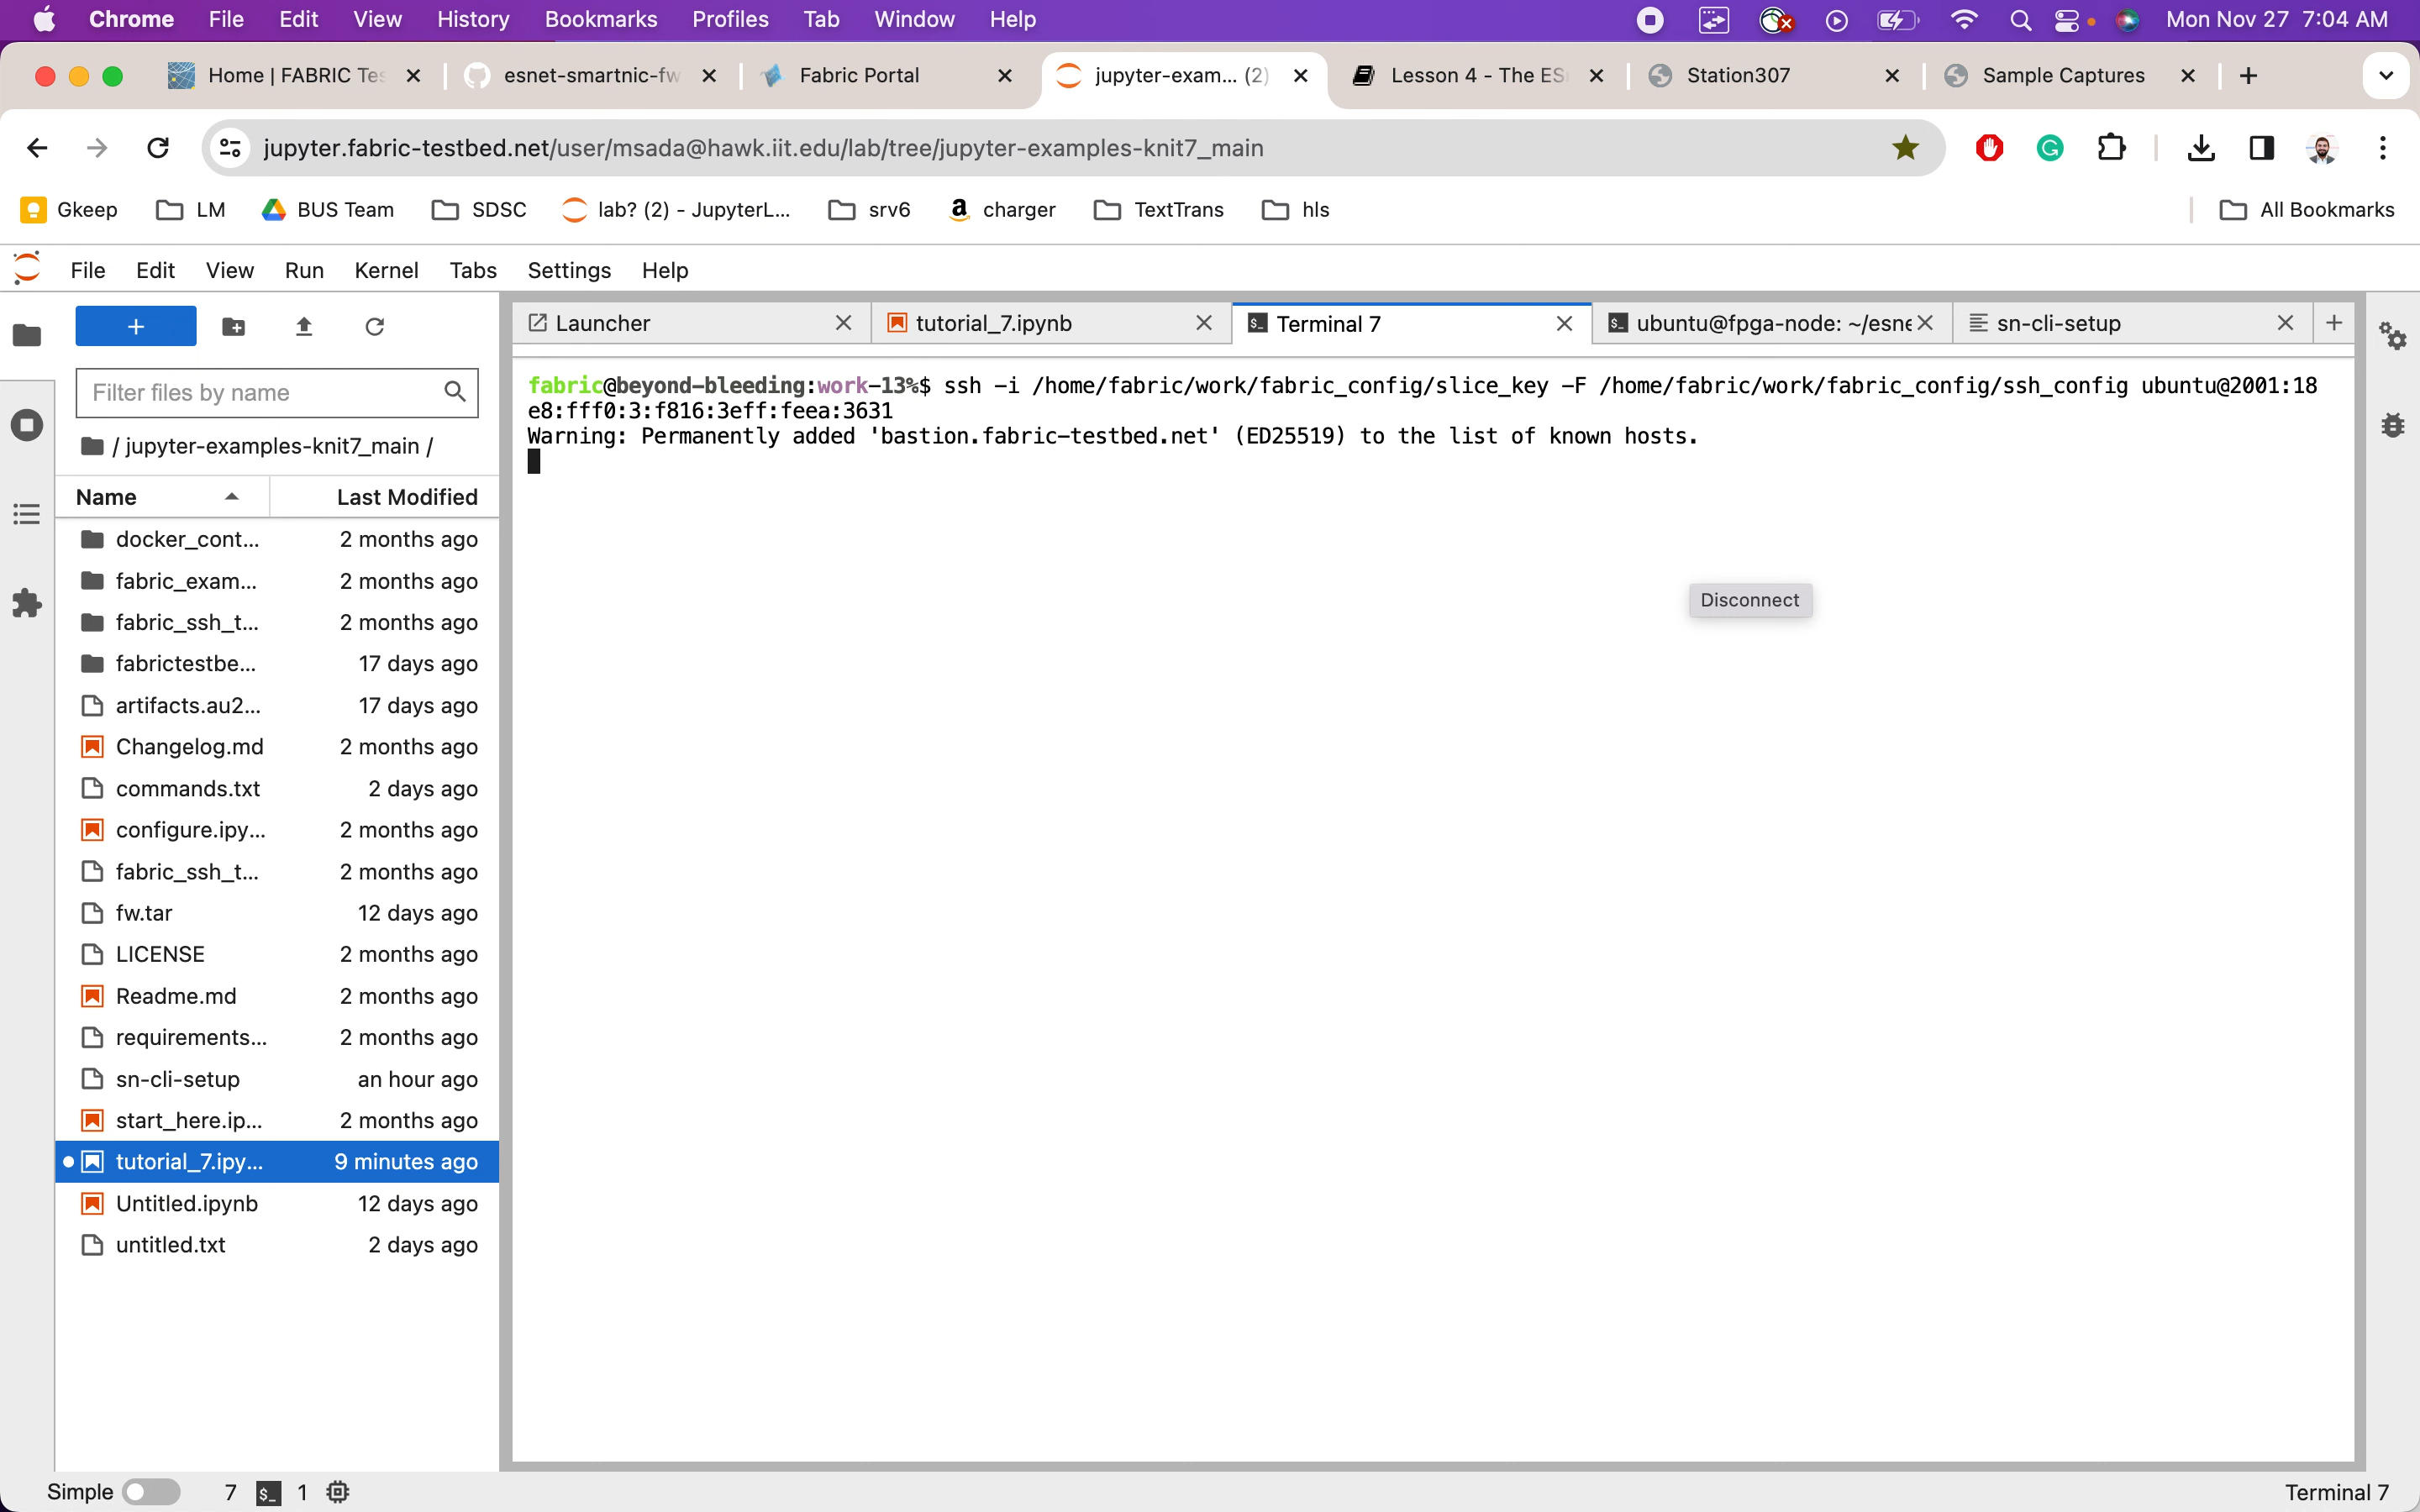 Chrome File Edit View History Bookmarks Profiles Tab Window Help Mon Nov 27 7:04 AM
Home | FABRIC Tes esnet-smartnic-fw Fabric Portal jupyter-exam... (2) Lesson 4 - The ES Station307 Sample Captures
jupyter.fabric-testbed.net/user/msada@hawk.iit.edu/lab/tree/jupyter-examples-knit7_main
Gkeep LM BUS Team SDSC lab? (2) - JupyterL... srv6 charger TextTrans hls All Bookmarks
File Edit View Run Kernel Tabs Settings Help
Launcher tutorial_7.ipynb Terminal 7 ubuntu@fpga-node: ~/esne sn-cli-setup
Filter files by name
/ jupyter-examples-knit7_main /
Name Last Modified
docker_cont... 2 months ago
fabric_exam... 2 months ago
fabric_ssh_t... 2 months ago
fabrictestbe... 17 days ago
artifacts.au2... 17 days ago
Changelog.md 2 months ago
commands.txt 2 days ago
configure.ipy... 2 months ago
fabric_ssh_t... 2 months ago
fw.tar 12 days ago
LICENSE 2 months ago
Readme.md 2 months ago
requirements... 2 months ago
sn-cli-setup an hour ago
start_here.ip... 2 months ago
tutorial_7.ipy... 9 minutes ago
Untitled.ipynb 12 days ago
untitled.txt 2 days ago
fabric@beyond-bleeding:work-13%$ ssh -i /home/fabric/work/fabric_config/slice_key -F /home/fabric/work/fabric_config/ssh_config ubuntu@2001:18
e8:fff0:3:f816:3eff:feea:3631
Warning: Permanently added 'bastion.fabric-testbed.net' (ED25519) to the list of known hosts.
Disconnect
Simple 7 $_ 1 Terminal 7